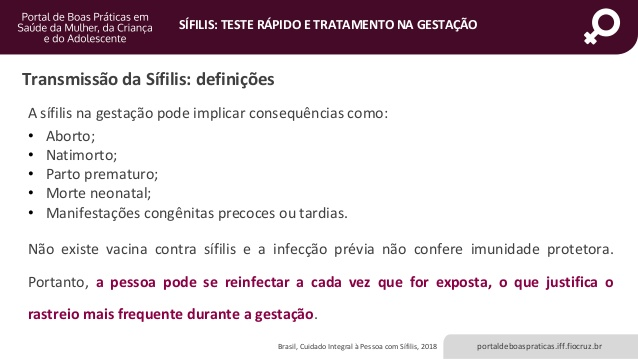 Portal de Boas Práticas em
Saúde da Mulher, da Criança
e do Adolescente
SÍFILIS: TESTE RÁPIDO E TRATAMENTO NA GESTAÇÃO
Transmissão da Sífilis: definições
A sífilis na gestação pode implicar consequências como:
• Aborto;
• Natimorto;
• Parto prematuro;
• Morte neonatal;
• Manifestações congênitas precoces ou tardias.
Não existe vacina contra sífilis e a infecção prévia não confere imunidade protetora.
Portanto, a pessoa pode se reinfectar a cada vez que for exposta, o que justifica o
rastreio mais frequente durante a gestação.
Brasil, Cuidado Integral à Pessoa com Sífilis, 2018
portaldeboaspraticas.iff.fiocruz.br